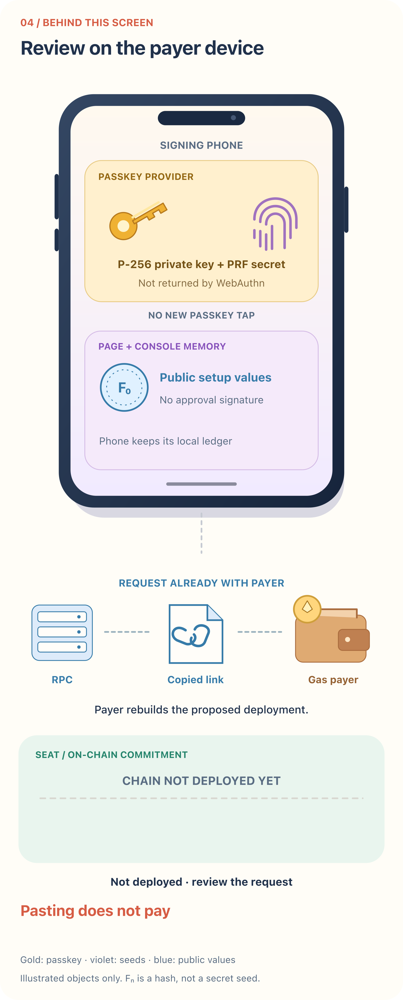 04 / BEHIND THIS SCREEN
Review on the payer device
SIGNING PHONE
PASSKEY PROVIDER
P-256 private key + PRF secret
Not returned by WebAuthn
NO NEW PASSKEY TAP
PAGE + CONSOLE MEMORY
F₀
Public setup values
No approval signature
Phone keeps its local ledger
REQUEST ALREADY WITH PAYER
RPC
Copied link
Gas payer
Payer rebuilds the proposed deployment.
SEAT / ON-CHAIN COMMITMENT
CHAIN NOT DEPLOYED YET
Not deployed · review the request
Pasting does not pay
Gold: passkey · violet: seeds · blue: public values
Illustrated objects only. Fₙ is a hash, not a secret seed.